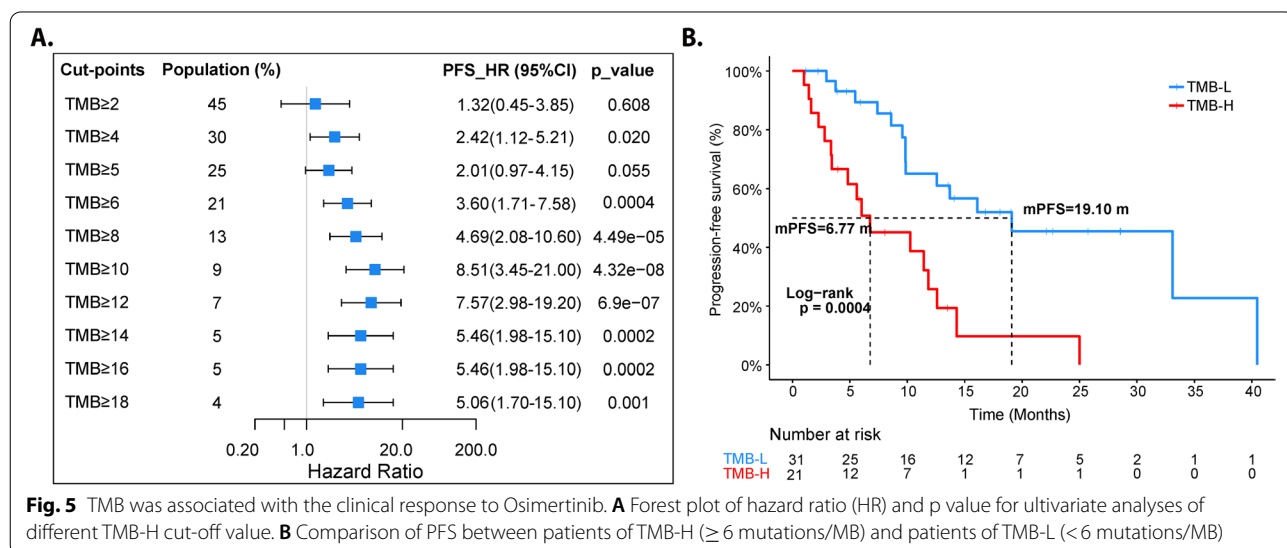 A.
Cut-points Population (%) PFS_HR (95%CI) p_value
TMB≥2 45 1.32(0.45-3.85) 0.608
TMB≥4 30 2.42(1.12-5.21) 0.020
TMB≥5 25 2.01(0.97-4.15) 0.055
TMB≥6 21 3.60(1.71-7.58) 0.0004
TMB≥8 13 4.69(2.08-10.60) 4.49e−05
TMB≥10 9 8.51(3.45-21.00) 4.32e−08
TMB≥12 7 7.57(2.98-19.20) 6.9e−07
TMB≥14 5 5.46(1.98-15.10) 0.0002
TMB≥16 5 5.46(1.98-15.10) 0.0002
TMB≥18 4 5.06(1.70-15.10) 0.001
0.20 1.0 20.0 200.0
Hazard Ratio
B.
Progression−free survival (%)
100%
80%
60%
40%
20%
0%
TMB-L
TMB-H
mPFS=19.10 m
mPFS=6.77 m
Log−rank
p = 0.0004
0 5 10 15 20 25 30 35 40
Time (Months)
Number at risk
TMB-L 31 25 16 12 7 5 2 1 1
TMB-H 21 12 7 1 1 1 0 0 0
Fig. 5 TMB was associated with the clinical response to Osimertinib. A Forest plot of hazard ratio (HR) and p value for ultivariate analyses of
different TMB-H cut-off value. B Comparison of PFS between patients of TMB-H (≥ 6 mutations/MB) and patients of TMB-L (< 6 mutations/MB)